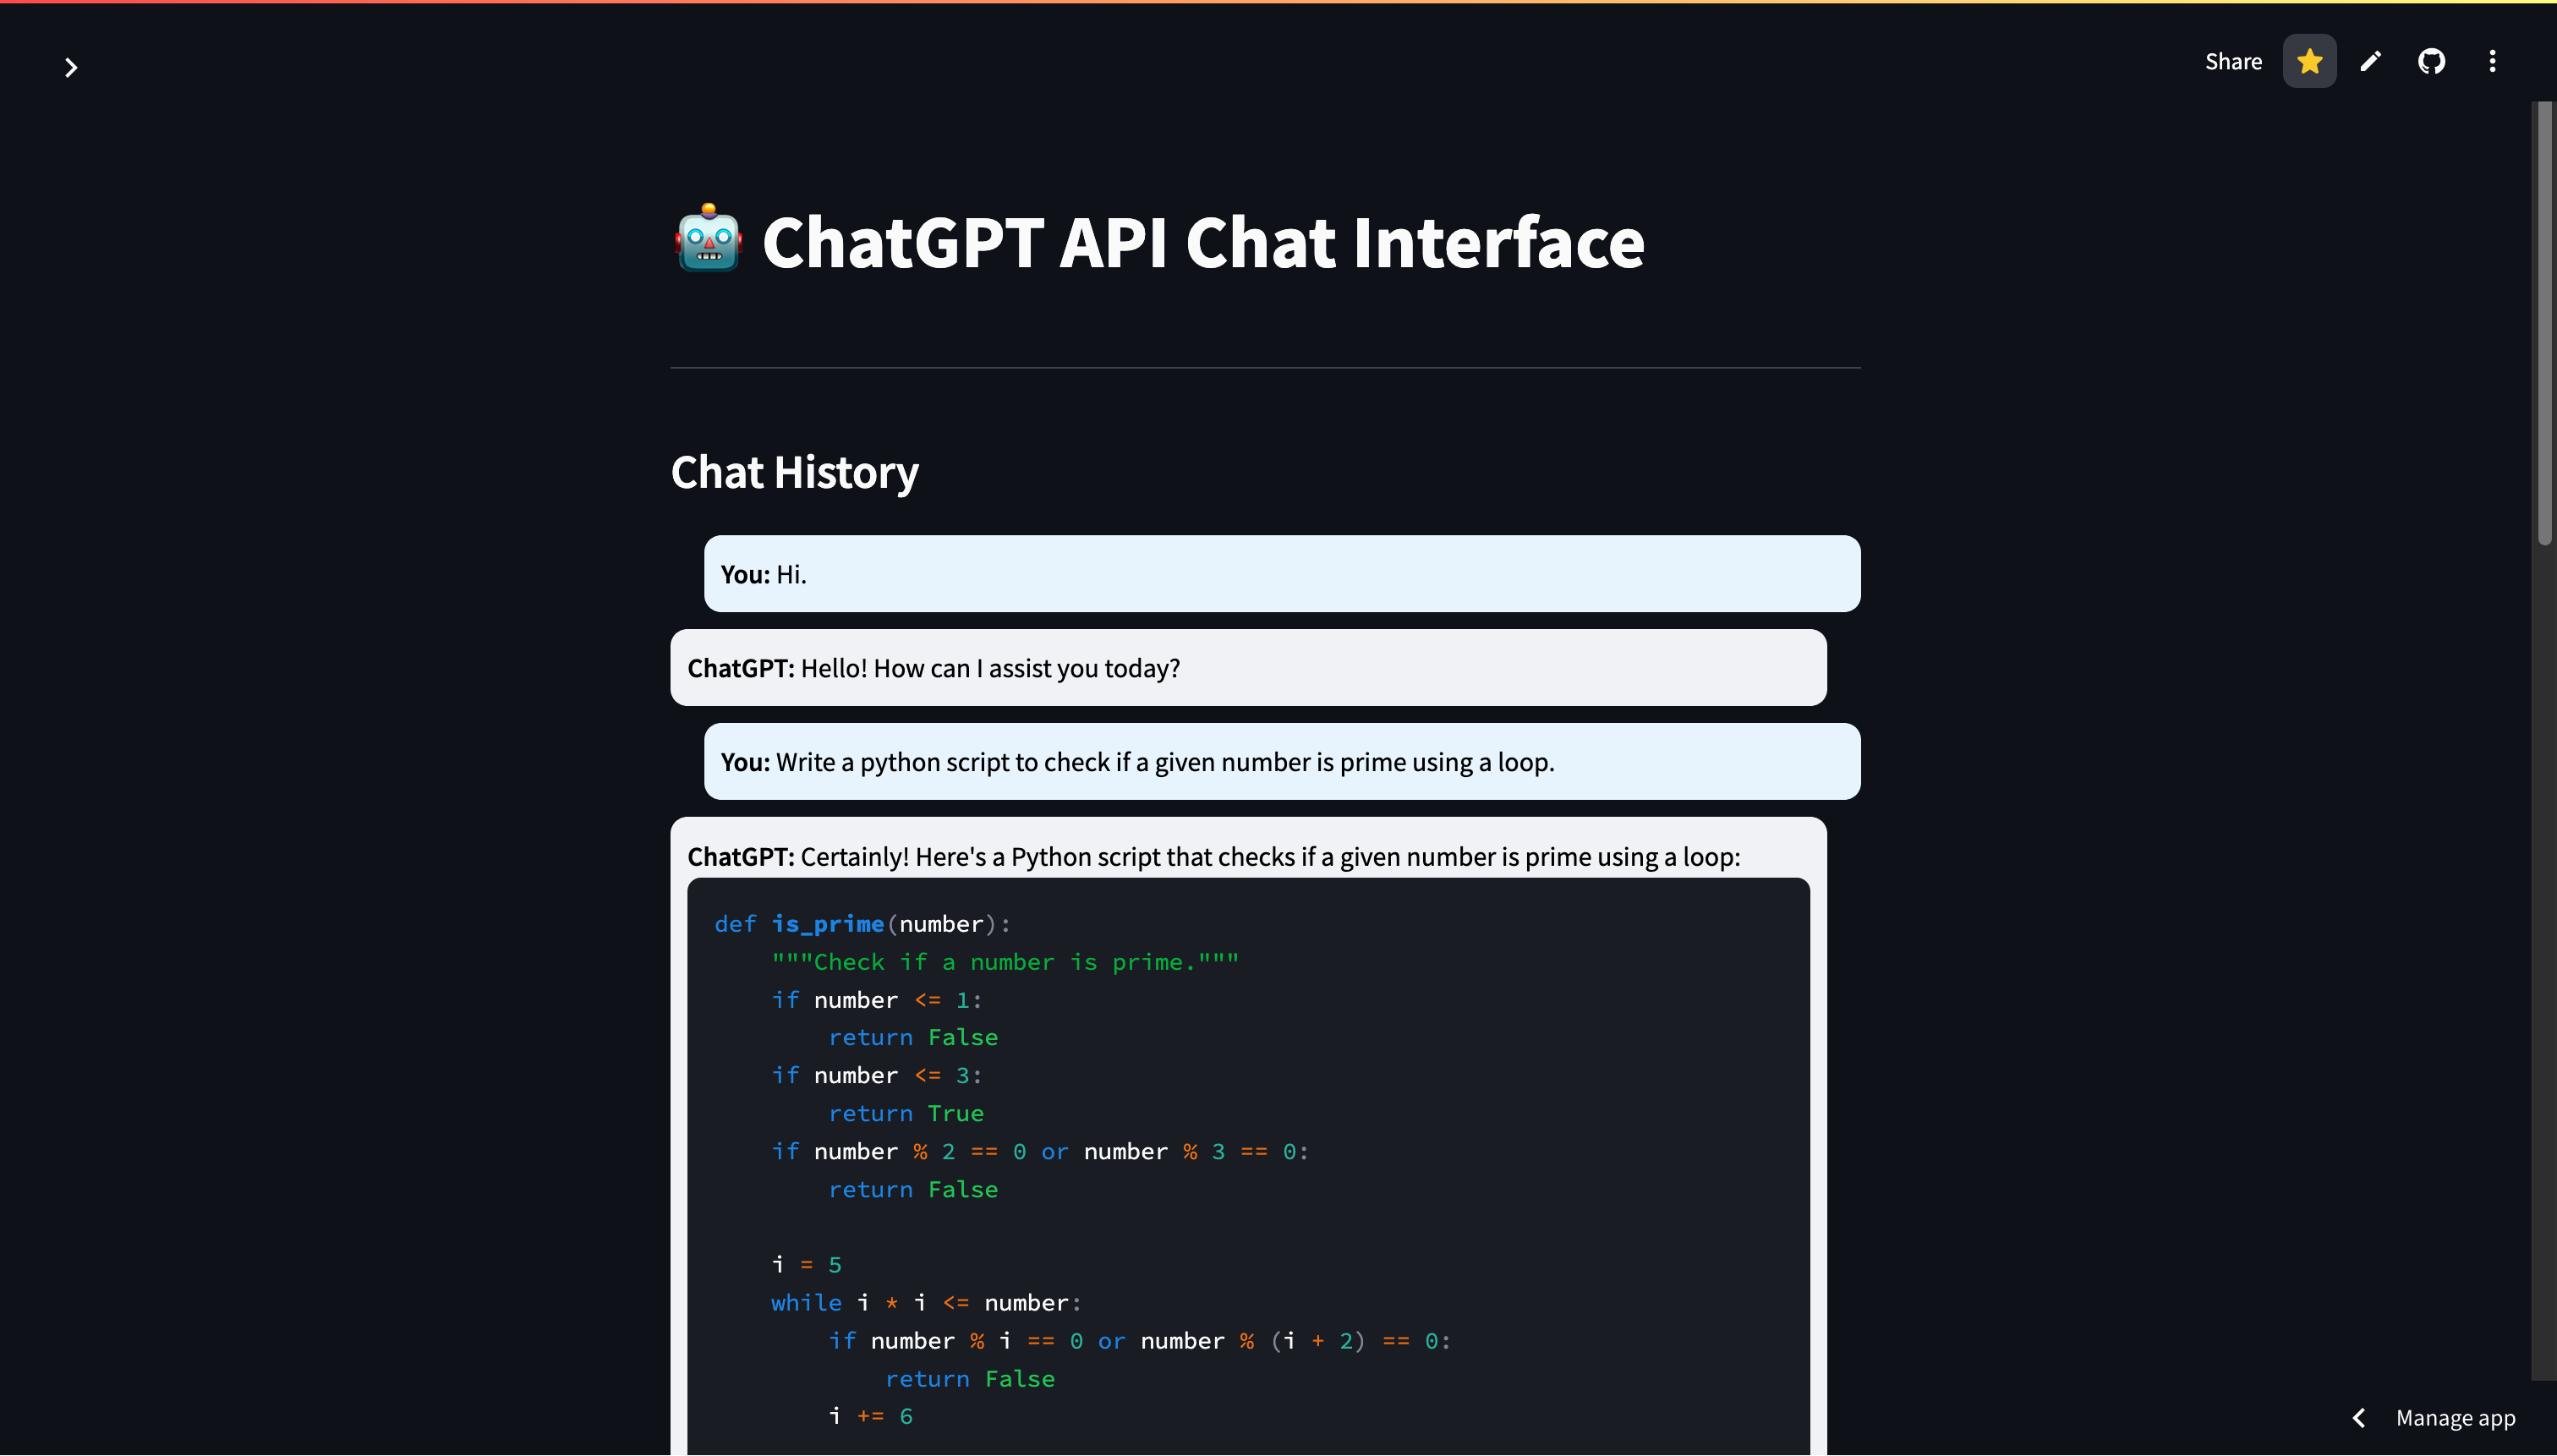 Share
🤖 ChatGPT API Chat Interface
Chat History
You: Hi.
ChatGPT: Hello! How can I assist you today?
You: Write a python script to check if a given number is prime using a loop.
ChatGPT: Certainly! Here's a Python script that checks if a given number is prime using a loop:
def is_prime(number):
    """Check if a number is prime."""
    if number <= 1:
        return False
    if number <= 3:
        return True
    if number % 2 == 0 or number % 3 == 0:
        return False
    i = 5
    while i * i <= number:
        if number % i == 0 or number % (i + 2) == 0:
            return False
        i += 6
Manage app